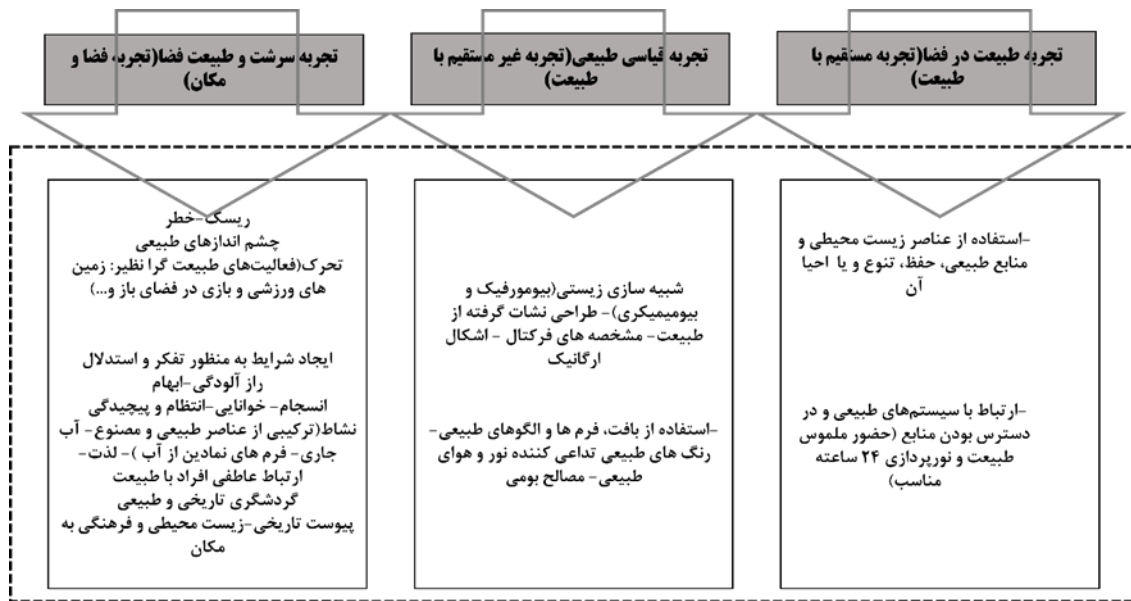 تجربه طبیعت در فضا(تجربه مستقیم با
طبیعت)
تجربه قیاسی طبیعی(تجربه غیر مستقیم با
طبیعت)
تجربه سرشت و طبیعت فضا(تجربه فضا و
مکان)
-استفاده از عناصر زیست محیطی و
منابع طبیعی، حفظ، تنوع و یا احیا
آن
-ارتباط با سیستم‌های طبیعی و در
دسترس بودن منابع (حضور ملموس
طبیعت و نورپردازی ۲۴ ساعته
مناسب)
شبیه سازی زیستی(بیومورفیک و
بیومیمیکری)- طراحی نشات گرفته از
طبیعت- مشخصه های فرکتال - اشکال
ارگانیک
-استفاده از بافت، فرم ها و الگوهای طبیعی-
رنگ های طبیعی تداعی کننده نور و هوای
طبیعی- مصالح بومی
ریسک-خطر
چشم اندازهای طبیعی
تحرک(فعالیت‌های طبیعت گرا نظیر: زمین
های ورزشی و بازی در فضای باز و...)
ایجاد شرایط به منظور تفکر و استدلال
راز آلودگی-ابهام
انسجام- خوانایی-انتظام و پیچیدگی
نشاط(ترکیبی از عناصر طبیعی و مصنوع- آب
جاری- فرم های نمادین از آب )- لذت-
ارتباط عاطفی افراد با طبیعت
گردشگری تاریخی و طبیعی
پیوست تاریخی-زیست محیطی و فرهنگی به
مکان